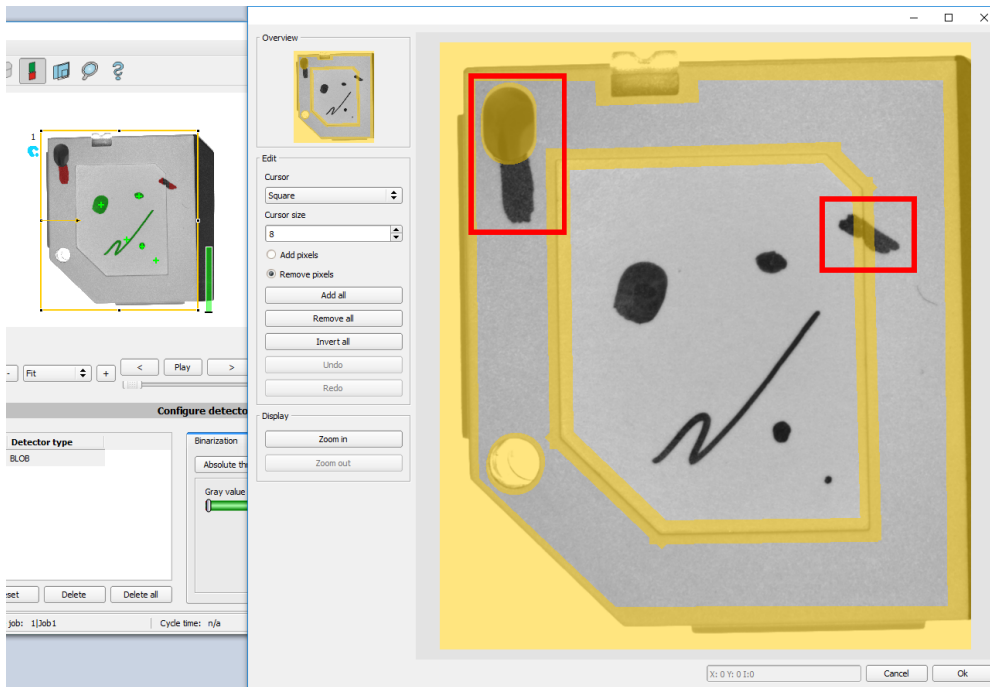 Overview
Edit
Cursor
Square
Cursor size
8
Add pixels
Remove pixels
Add all
Remove all
Invert all
Undo
Redo
Display
Zoom in
Zoom out
1
Fit
+
<
Play
>
Configure detecto
Detector type
BLOB
Binarization
Absolute thr
Gray value
eset
Delete
Delete all
job: 1|Job1
Cycle time: n/a
X: 0 Y: 0 I:0
Cancel
Ok